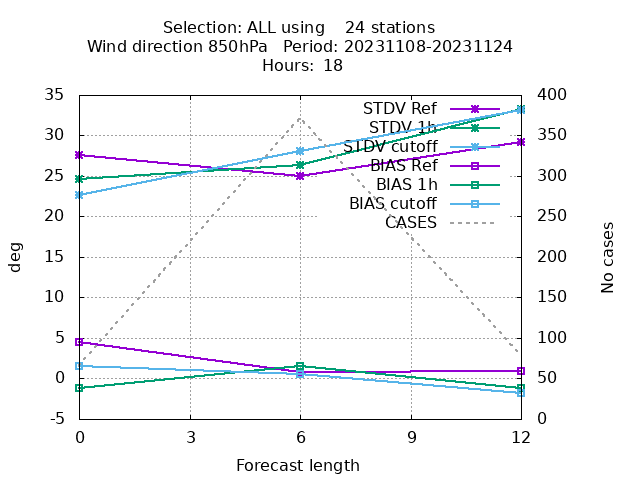 Selection: ALL using    24 stations
Wind direction 850hPa   Period: 20231108-20231124
Hours: 18
35
30
25
20
15
10
5
0
-5
deg
400
350
300
250
200
150
100
50
0
No cases
STDV Ref
STDV 1h
STDV cutoff
BIAS Ref
BIAS 1h
BIAS cutoff
CASES
0 3 6 9 12
Forecast length